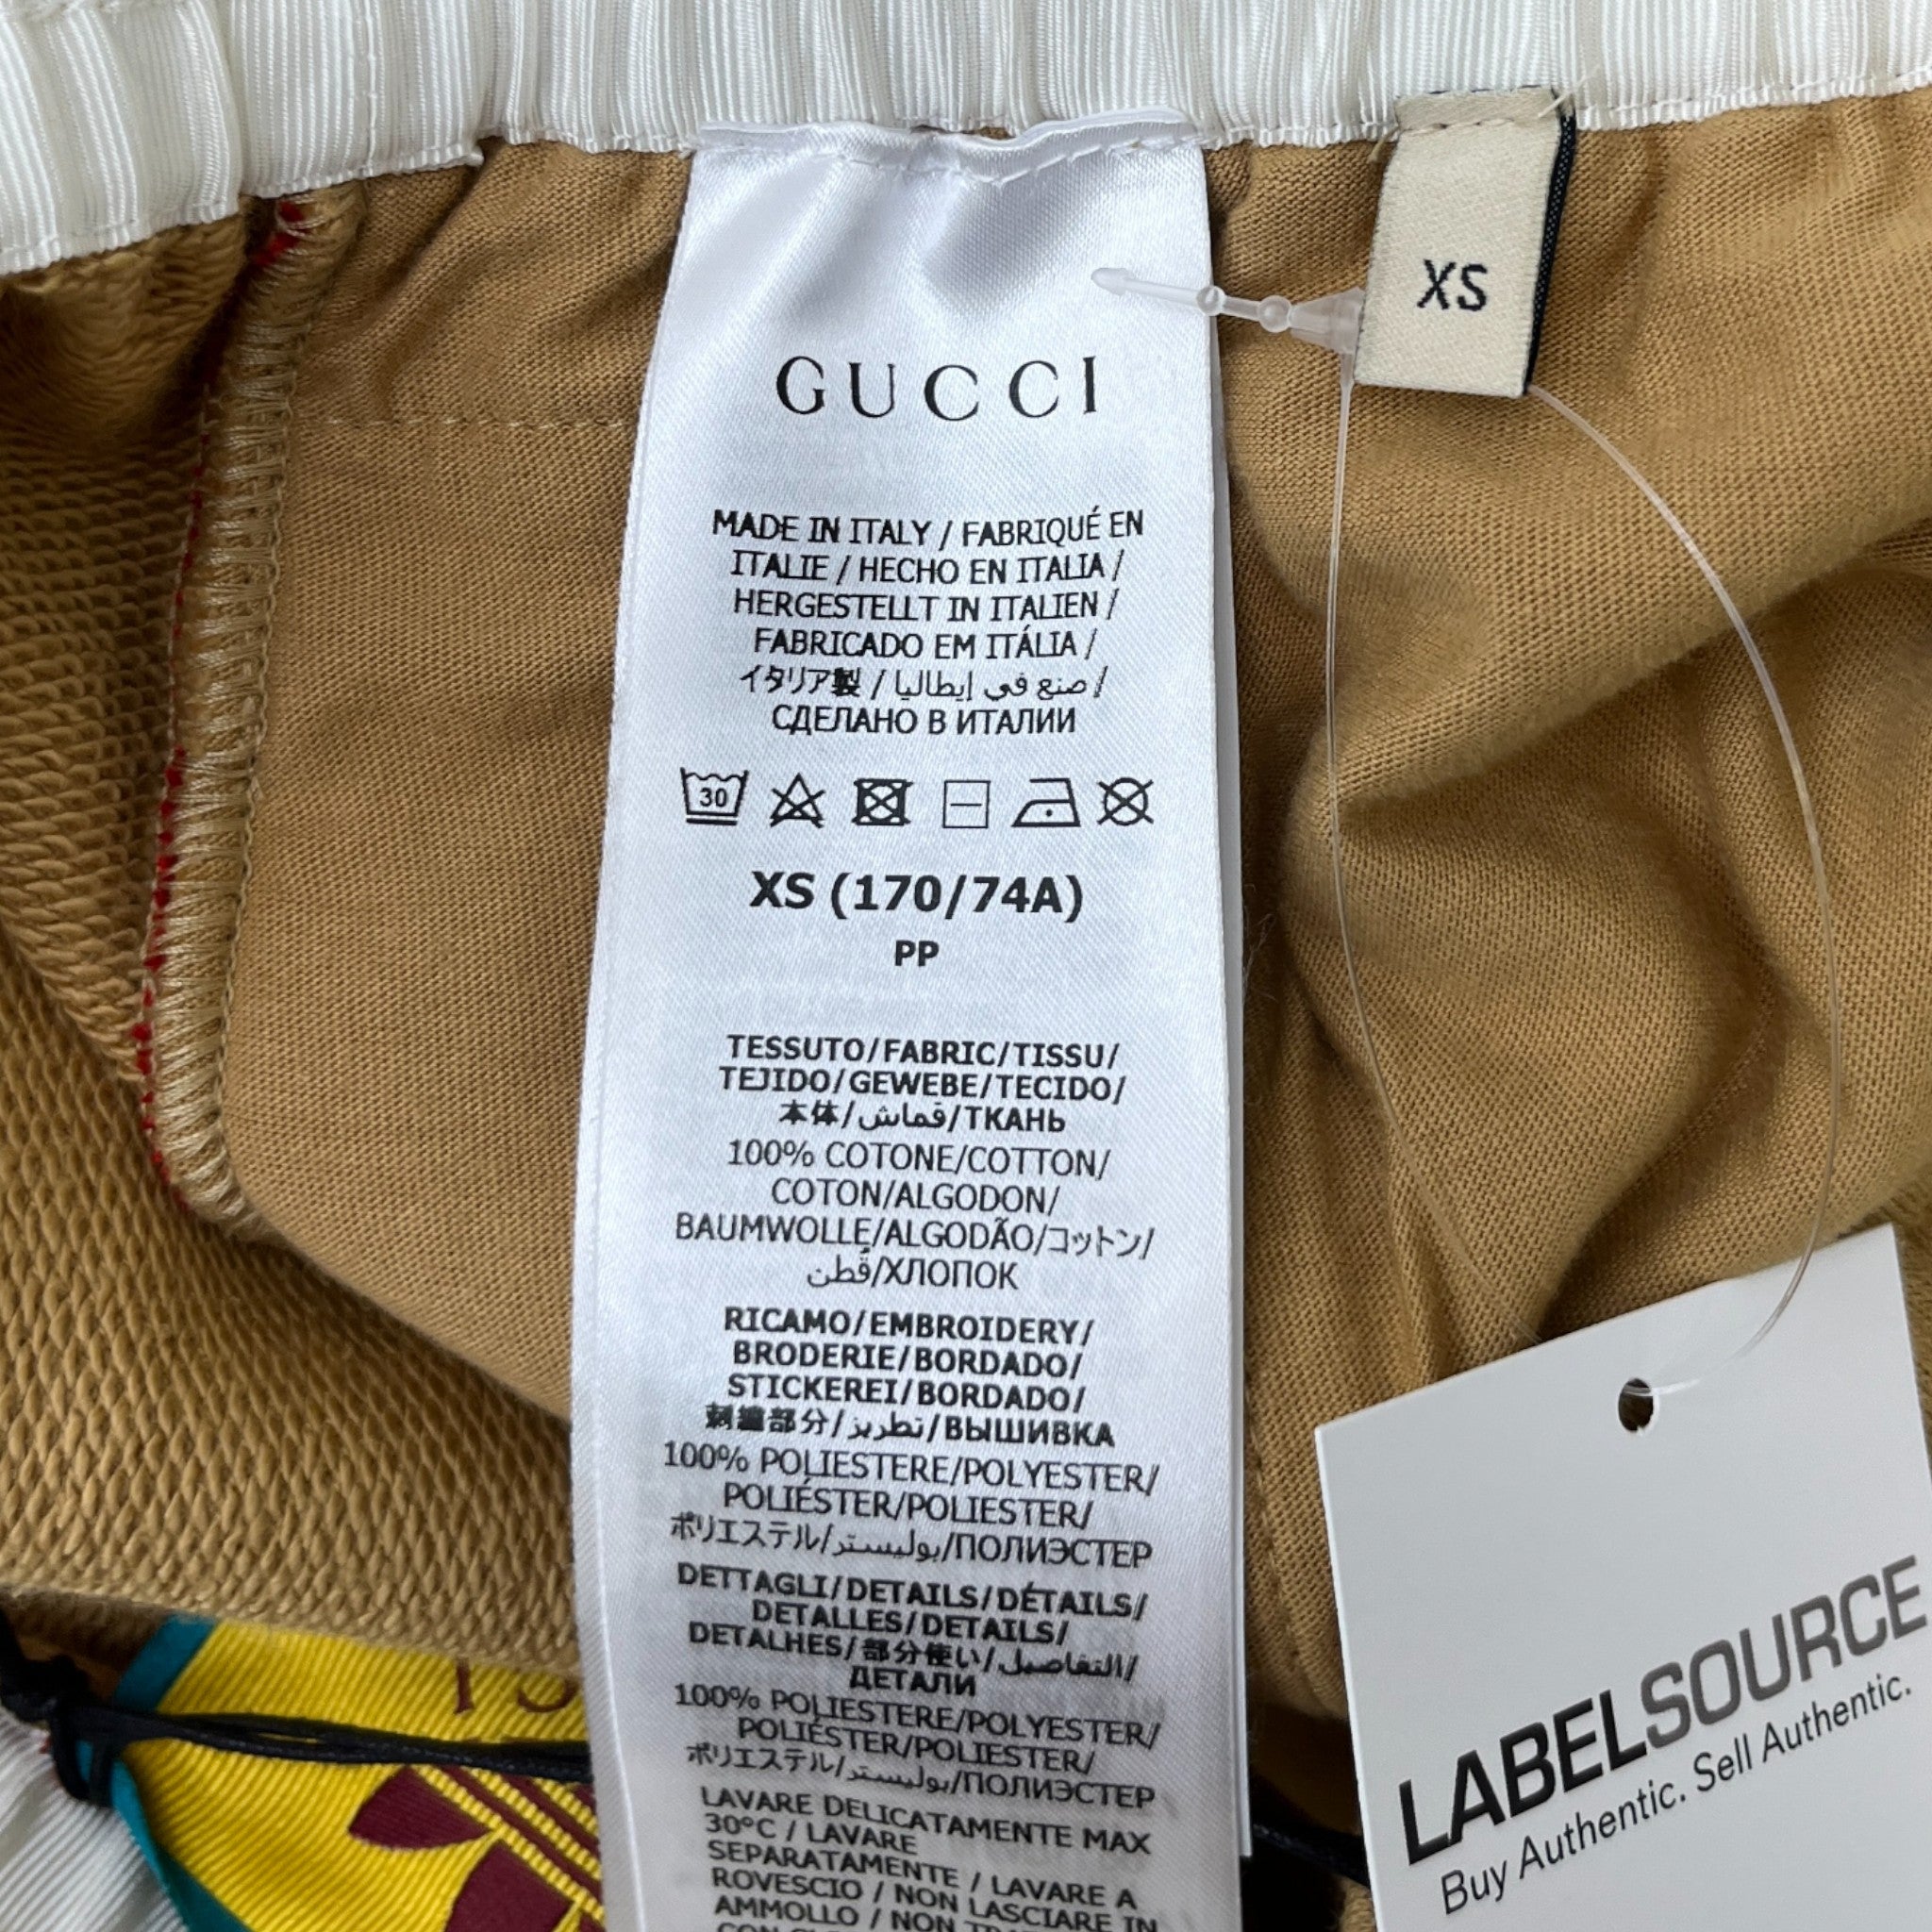 XS
GUCCI
MADE IN ITALY / FABRIQUÉ EN
ITALIE / HECHO EN ITALIA /
HERGESTELLT IN ITALIEN /
FABRICADO EM ITÁLIA /
イタリア製 / صنع في إيطاليا /
СДЕЛАНО В ИТАЛИИ
30
XS (170/74A)
PP
TESSUTO/FABRIC/TISSU/
TEJIDO/GEWEBE/TECIDO/
本体/قماش/ТКАНЬ
100% COTONE/COTTON/
COTON/ALGODON/
BAUMWOLLE/ALGODÃO/コットン/
قُطن/ХЛОПОК
RICAMO/EMBROIDERY/
BRODERIE/BORDADO/
STICKEREI/BORDADO/
刺繍部分/تطريز/ВЫШИВКА
100% POLIESTERE/POLYESTER/
POLIÉSTER/POLIESTER/
ポリエステル/بوليستر/ПОЛИЭСТЕР
DETTAGLI/DETAILS/DÉTAILS/
DETALLES/DETAILS/
DETALHES/部分使い/التفاصيل/
ДЕТАЛИ
100% POLIESTERE/POLYESTER/
POLIÉSTER/POLIESTER/
ポリエステル/بوليستر/ПОЛИЭСТЕР
LAVARE DELICATAMENTE MAX
30°C / LAVARE
SEPARATAMENTE / LAVARE A
ROVESCIO / NON LASCIARE IN
AMMOLLO / NON
LABELSOURCE
Buy Authentic. Sell Authentic.